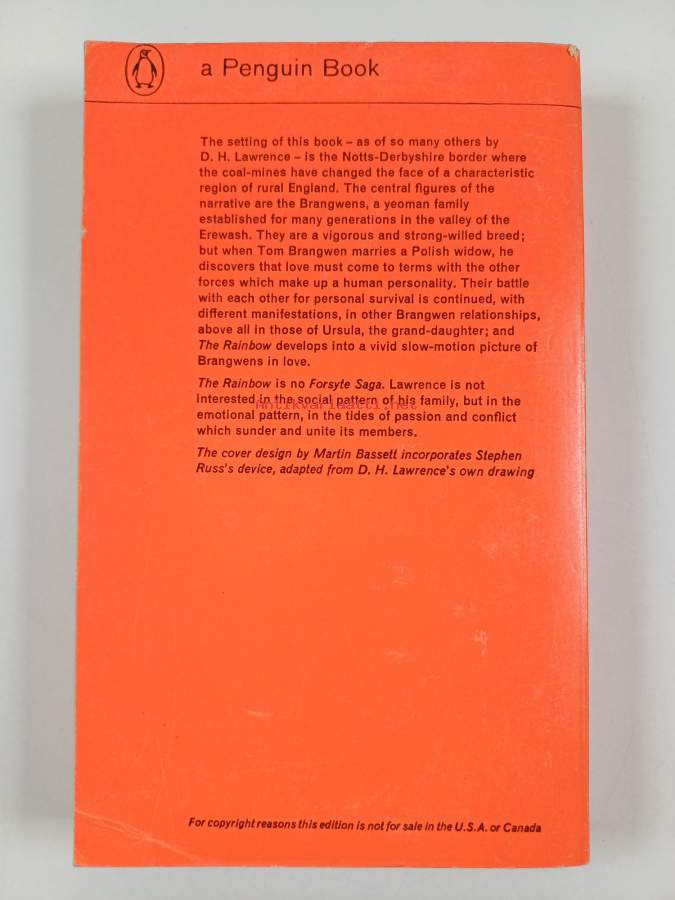 a Penguin Book
The setting of this book – as of so many others by
D. H. Lawrence – is the Notts-Derbyshire border where
the coal-mines have changed the face of a characteristic
region of rural England. The central figures of the
narrative are the Brangwens, a yeoman family
established for many generations in the valley of the
Erewash. They are a vigorous and strong-willed breed;
but when Tom Brangwen marries a Polish widow, he
discovers that love must come to terms with the other
forces which make up a human personality. Their battle
with each other for personal survival is continued, with
different manifestations, in other Brangwen relationships,
above all in those of Ursula, the grand-daughter; and
The Rainbow develops into a vivid slow-motion picture of
Brangwens in love.
The Rainbow is no Forsyte Saga. Lawrence is not
interested in the social pattern of his family, but in the
antikvariaatti.net
emotional pattern, in the tides of passion and conflict
which sunder and unite its members.
The cover design by Martin Bassett incorporates Stephen
Russ's device, adapted from D. H. Lawrence's own drawing
For copyright reasons this edition is not for sale in the U.S.A. or Canada